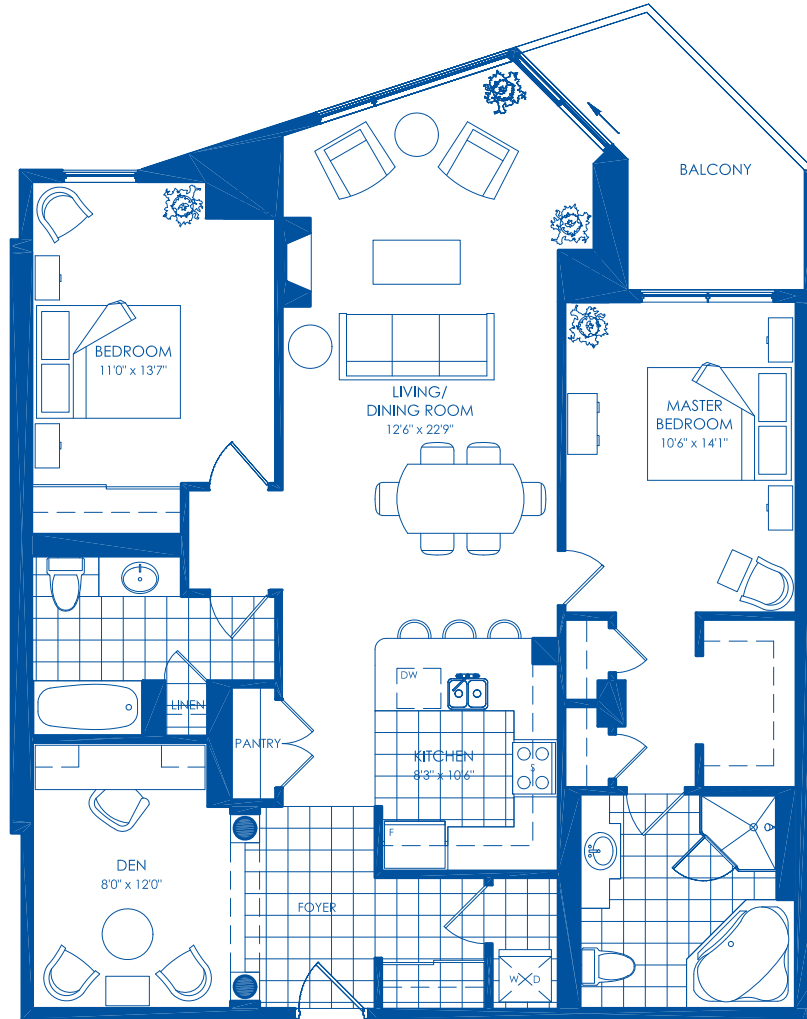 BALCONY
BEDROOM
11'0" x 13'7"
LIVING/
DINING ROOM
12'6" x 22'9"
MASTER
BEDROOM
10'6" x 14'1"
DW
LINEN
PANTRY
KITCHEN
8'3" x 10'6"
S
F
DEN
8'0" x 12'0"
FOYER
W D